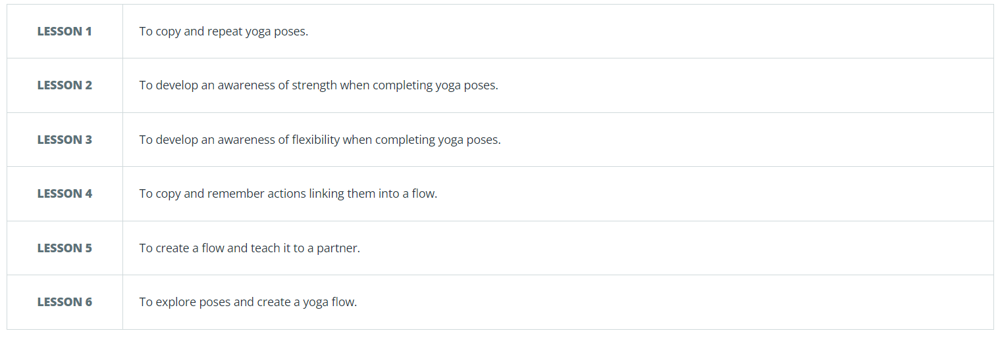 LESSON 1 To copy and repeat yoga poses.
LESSON 2 To develop an awareness of strength when completing yoga poses.
LESSON 3 To develop an awareness of flexibility when completing yoga poses.
LESSON 4 To copy and remember actions linking them into a flow.
LESSON 5 To create a flow and teach it to a partner.
LESSON 6 To explore poses and create a yoga flow.